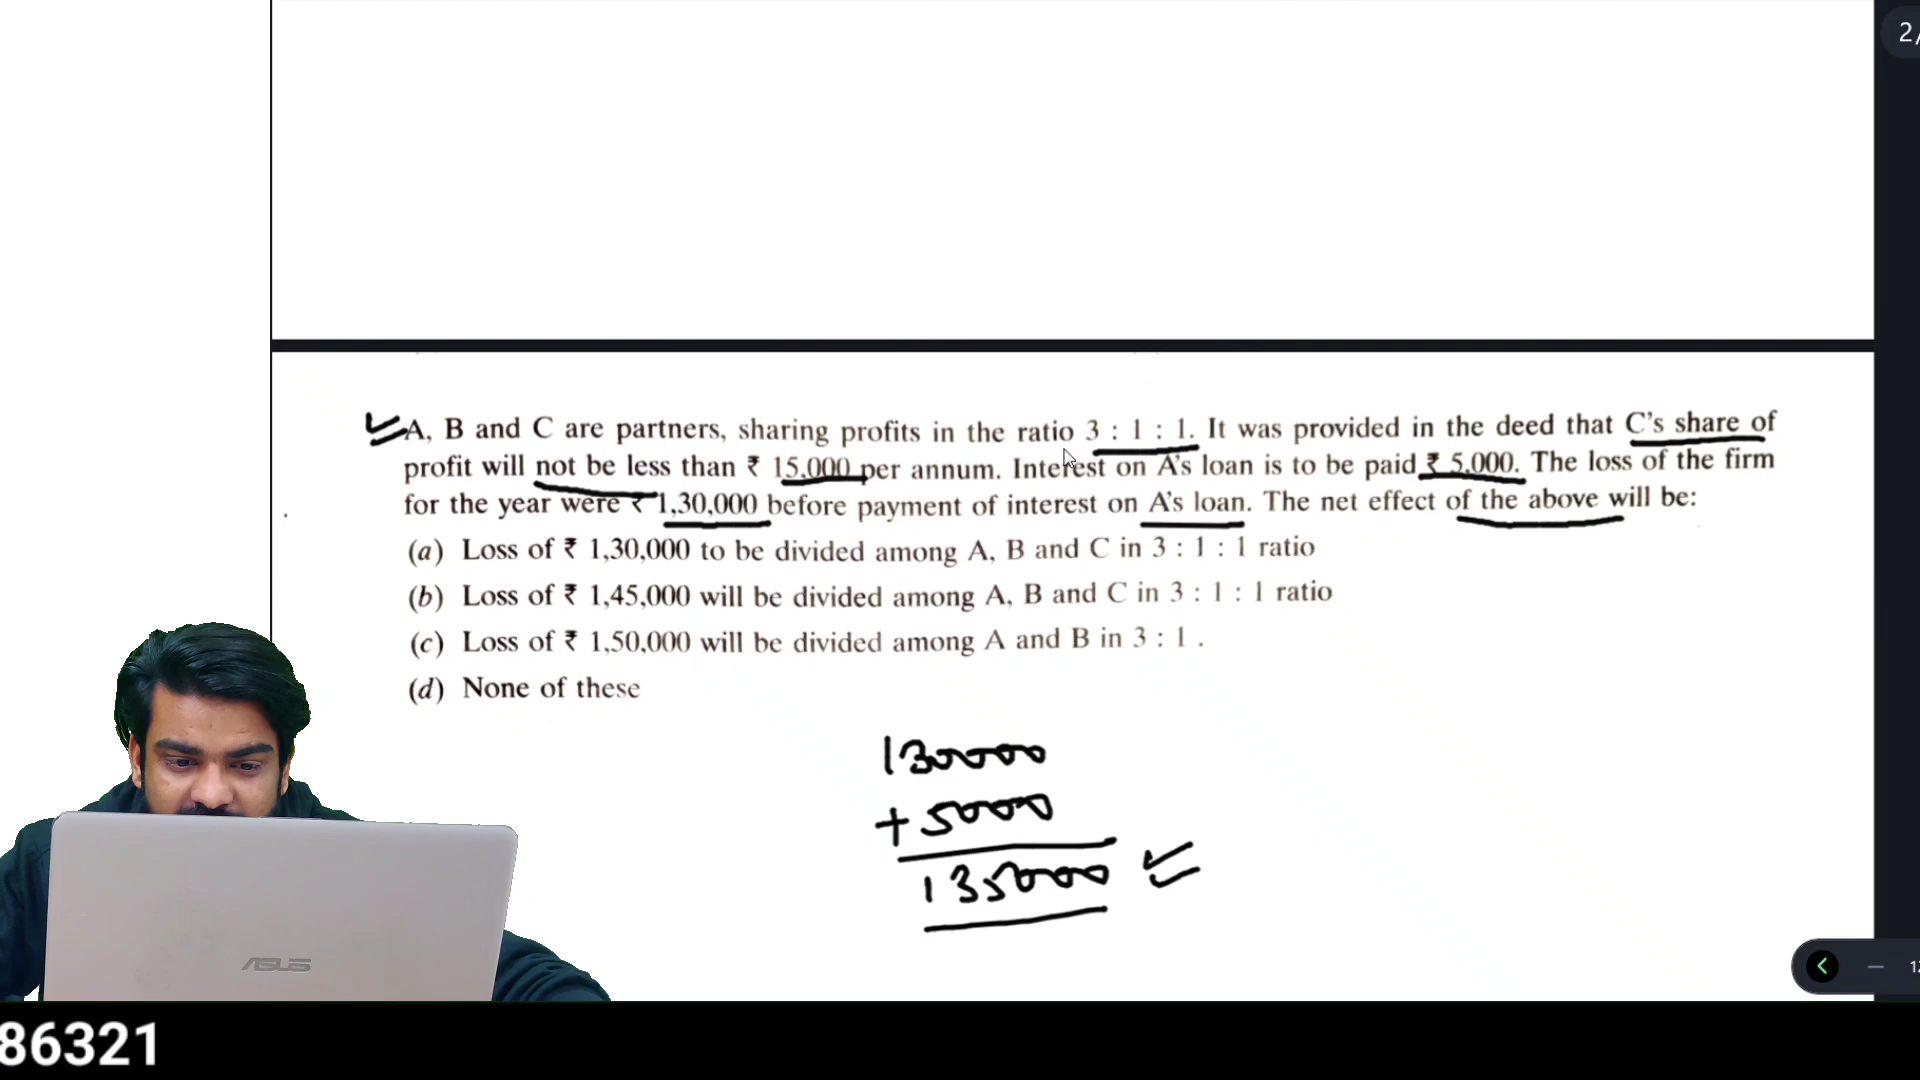 2/
A, B and C are partners, sharing profits in the ratio 3 : 1 : 1. It was provided in the deed that C's share of
profit will not be less than ₹ 15,000 per annum. Interest on A's loan is to be paid ₹ 5,000. The loss of the firm
for the year were ₹ 1,30,000 before payment of interest on A's loan. The net effect of the above will be:
(a) Loss of ₹ 1,30,000 to be divided among A, B and C in 3 : 1 : 1 ratio
(b) Loss of ₹ 1,45,000 will be divided among A, B and C in 3 : 1 : 1 ratio
(c) Loss of ₹ 1,50,000 will be divided among A and B in 3 : 1 .
(d) None of these
130000
+ 5000
135000
ASUS
12
86321